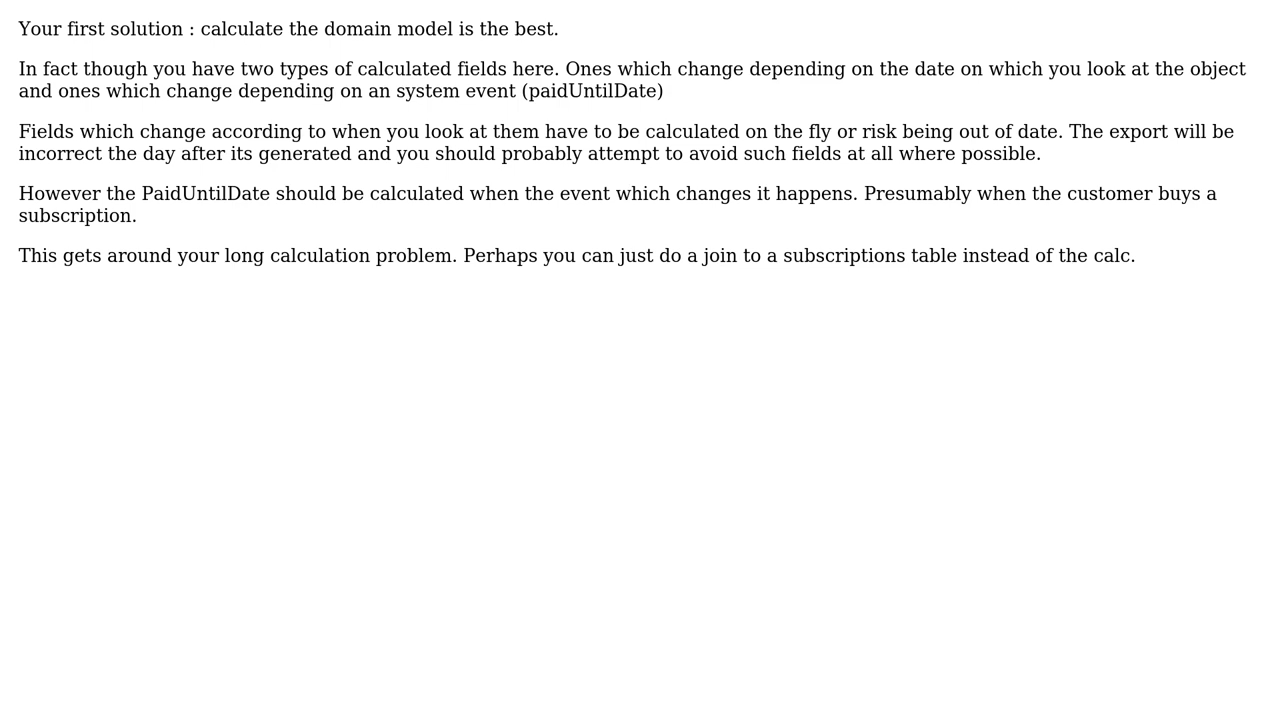 Your first solution : calculate the domain model is the best.
In fact though you have two types of calculated fields here. Ones which change depending on the date on which you look at the object
and ones which change depending on an system event (paidUntilDate)
Fields which change according to when you look at them have to be calculated on the fly or risk being out of date. The export will be
incorrect the day after its generated and you should probably attempt to avoid such fields at all where possible.
However the PaidUntilDate should be calculated when the event which changes it happens. Presumably when the customer buys a
subscription.
This gets around your long calculation problem. Perhaps you can just do a join to a subscriptions table instead of the calc.